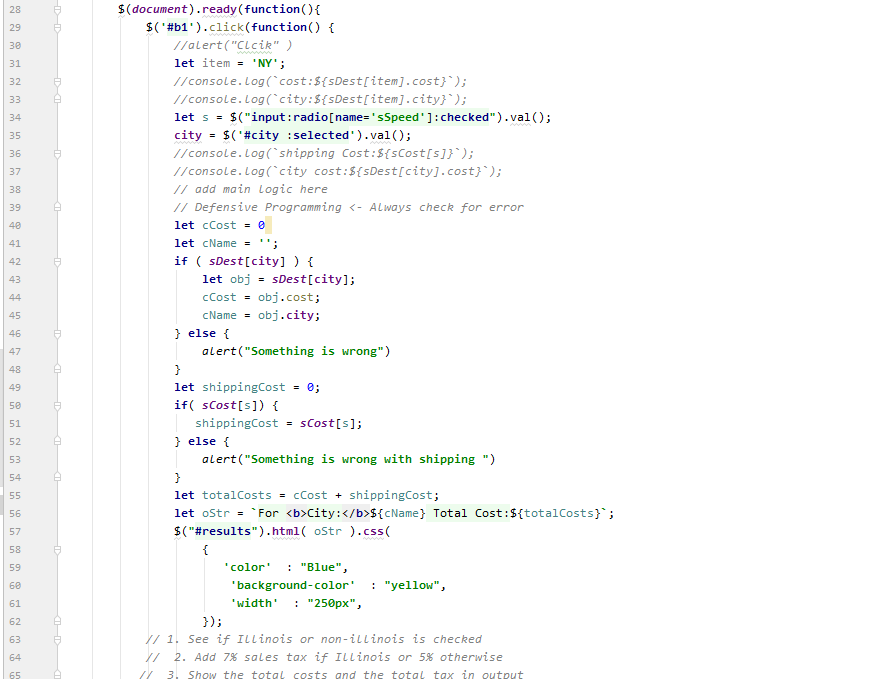 28 $(document).ready(function(){
29 $('#b1').click(function() {
30 //alert("Clcik" )
31 let item = 'NY';
32 //console.log(`cost:${sDest[item].cost}`);
33 //console.log(`city:${sDest[item].city}`);
34 let s = $("input:radio[name='sSpeed']:checked").val();
35 city = $('#city :selected').val();
36 //console.log(`shipping Cost:${sCost[s]}`);
37 //console.log(`city cost:${sDest[city].cost}`);
38 // add main logic here
39 // Defensive Programming <- Always check for error
40 let cCost = 0
41 let cName = '';
42 if ( sDest[city] ) {
43 let obj = sDest[city];
44 cCost = obj.cost;
45 cName = obj.city;
46 } else {
47 alert("Something is wrong")
48 }
49 let shippingCost = 0;
50 if( sCost[s]) {
51 shippingCost = sCost[s];
52 } else {
53 alert("Something is wrong with shipping ")
54 }
55 let totalCosts = cCost + shippingCost;
56 let oStr = `For <b>City:</b>${cName} Total Cost:${totalCosts}`;
57 $("#results").html( oStr ).css(
58 {
59 'color' : "Blue",
60 'background-color' : "yellow",
61 'width' : "250px",
62 });
63 // 1. See if Illinois or non-illinois is checked
64 // 2. Add 7% sales tax if Illinois or 5% otherwise
65 // 3. Show the total costs and the total tax in output